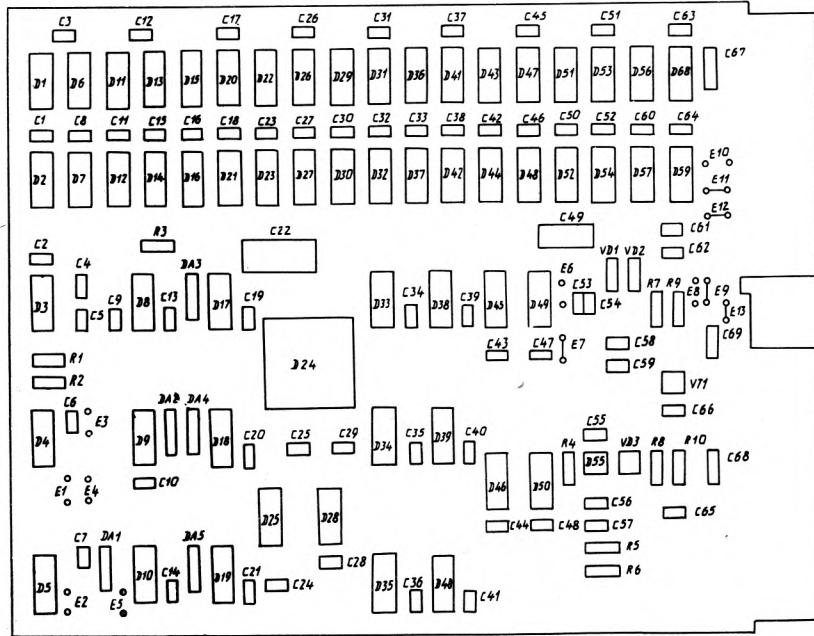 C3 C12 C17 C26 C31 C37 C45 C51 C63
D1 D6 D11 D13 D15 D20 D22 D26 D29 D31 D36 D41 D43 D47 D51 D53 D56 D68 C67
C1 C8 C11 C15 C16 C18 C23 C27 C30 C32 C33 C38 C42 C46 C50 C52 C60 C64
D2 D7 D12 D14 D16 D21 D23 D27 D30 D32 D37 D42 D44 D48 D52 D54 D57 D59 E10
E11
E12
R3 C22 C49 C61
C2 VD1 VD2 C62
C4 DA3 E6 C53
D3 C9 D8 C13 D17 C19 D33 C34 D38 C39 D45 D49 C54 R7 R9 E8 E9
C5 E13
C43 C47 E7 C58 C69
R1 D24 C59
R2 V71
C6 E3 DA2 DA4 C66
D4 D9 D18 C20 C25 C29 D34 C35 D39 C40 C55
R4 D55 VD3 R8 R10 C68
E1 E4 C10 D46 D50
D25 D28 C56 C65
C44 C48 C57
C7 DA1 DA5 C28 R5
D5 E2 E5 D10 C14 D19 C21 C24 D35 C36 D40 C41 R6